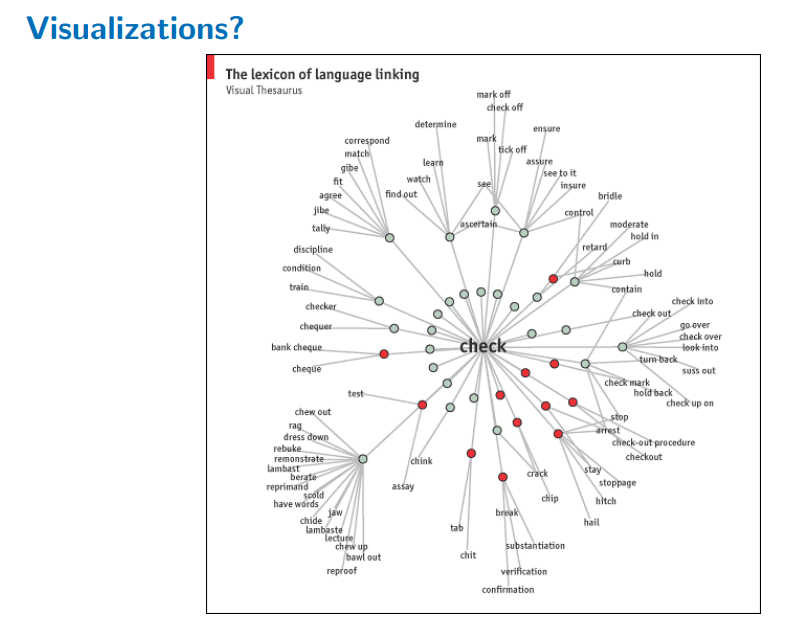 Visualizations?
The lexicon of language linking
Visual Thesaurus
mark off
check off
determine
ensure
mark
correspond
tick off
match
learn
assure
gibe
see to it
watch
fit
see
insure
find out
agree
bridle
jibe
control
ascertain
tally
moderate
hold in
discipline
retard
curb
condition
hold
train
contain
check into
checker
check out
go over
chequer
check over
bank cheque
check
look into
turn back
cheque
suss out
check mark
test
hold back
check up on
chew out
stop
rag
arrest
dress down
check-out procedure
rebuke
checkout
remonstrate
chink
lambast
stay
berate
crack
reprimand
assay
stoppage
scold
chip
have words
hitch
jaw
break
chide
hail
lambaste
tab
lecture
substantiation
chew up
chit
bawl out
reproof
verification
confirmation